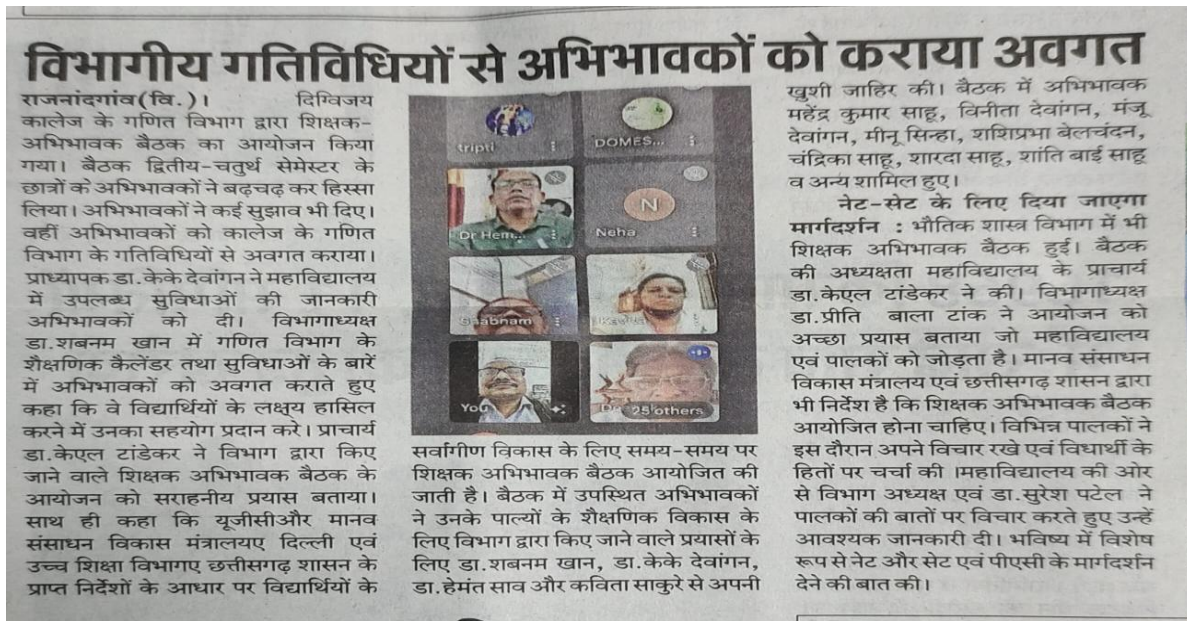 विभागीय गतिविधियों से अभिभावकों को कराया अवगत
राजनांदगांव(वि.)। दिग्विजय
कालेज के गणित विभाग द्वारा शिक्षक-
अभिभावक बैठक का आयोजन किया
गया। बैठक द्वितीय-चतुर्थ सेमेस्टर के
छात्रों के अभिभावकों ने बढ़चढ़ कर हिस्सा
लिया। अभिभावकों ने कई सुझाव भी दिए।
वहीं अभिभावकों को कालेज के गणित
विभाग के गतिविधियों से अवगत कराया।
प्राध्यापक डा.केके देवांगन ने महाविद्यालय
में उपलब्ध सुविधाओं की जानकारी
अभिभावकों को दी। विभागाध्यक्ष
डा.शबनम खान में गणित विभाग के
शैक्षणिक कैलेंडर तथा सुविधाओं के बारें
में अभिभावकों को अवगत कराते हुए
कहा कि वे विद्यार्थियों के लक्ष्य हासिल
करने में उनका सहयोग प्रदान करे। प्राचार्य
डा.केएल टांडेकर ने विभाग द्वारा किए
जाने वाले शिक्षक अभिभावक बैठक के
आयोजन को सराहनीय प्रयास बताया।
साथ ही कहा कि यूजीसीऔर मानव
संसाधन विकास मंत्रालयए दिल्ली एवं
उच्च शिक्षा विभागए छत्तीसगढ़ शासन के
प्राप्त निर्देशों के आधार पर विद्यार्थियों के
tripti
DOMES...
Dr Hem...
N
Neha
Shabnam
You
25 others
सर्वागीण विकास के लिए समय-समय पर
शिक्षक अभिभावक बैठक आयोजित की
जाती है। बैठक में उपस्थित अभिभावकों
ने उनके पाल्यों के शैक्षणिक विकास के
लिए विभाग द्वारा किए जाने वाले प्रयासों के
लिए डा.शबनम खान, डा.केके देवांगन,
डा.हेमंत साव और कविता साकुरे से अपनी
खुशी जाहिर की। बैठक में अभिभावक
महेंद्र कुमार साहू, विनीता देवांगन, मंजू
देवांगन, मीनू सिन्हा, शशिप्रभा बेलचंदन,
चंद्रिका साहू, शारदा साहू, शांति बाई साहू
व अन्य शामिल हुए।
नेट-सेट के लिए दिया जाएगा
मार्गदर्शन : भौतिक शास्त्र विभाग में भी
शिक्षक अभिभावक बैठक हुई। बैठक
की अध्यक्षता महाविद्यालय के प्राचार्य
डा.केएल टांडेकर ने की। विभागाध्यक्ष
डा.प्रीति बाला टांक ने आयोजन को
अच्छा प्रयास बताया जो महाविद्यालय
एवं पालकों को जोड़ता है। मानव संसाधन
विकास मंत्रालय एवं छत्तीसगढ़ शासन द्वारा
भी निर्देश है कि शिक्षक अभिभावक बैठक
आयोजित होना चाहिए। विभिन्न पालकों ने
इस दौरान अपने विचार रखे एवं विधार्थी के
हितों पर चर्चा की ।महाविद्यालय की ओर
से विभाग अध्यक्ष एवं डा.सुरेश पटेल ने
पालकों की बातों पर विचार करते हुए उन्हें
आवश्यक जानकारी दी। भविष्य में विशेष
रूप से नेट और सेट एवं पीएसी के मार्गदर्शन
देने की बात की।